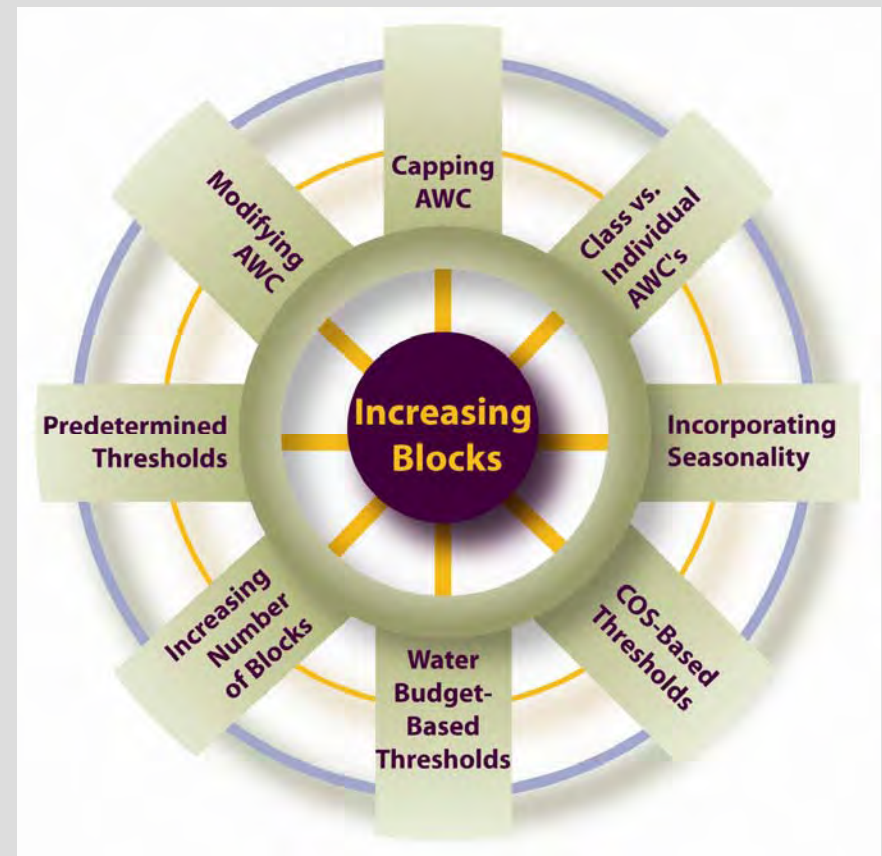 Increasing
Blocks
Capping
AWC
Class vs.
Individual
AWC's
Incorporating
Seasonality
COS-Based
Thresholds
Water
Budget-
Based
Thresholds
Increasing
Number
of Blocks
Predetermined
Thresholds
Modifying
AWC